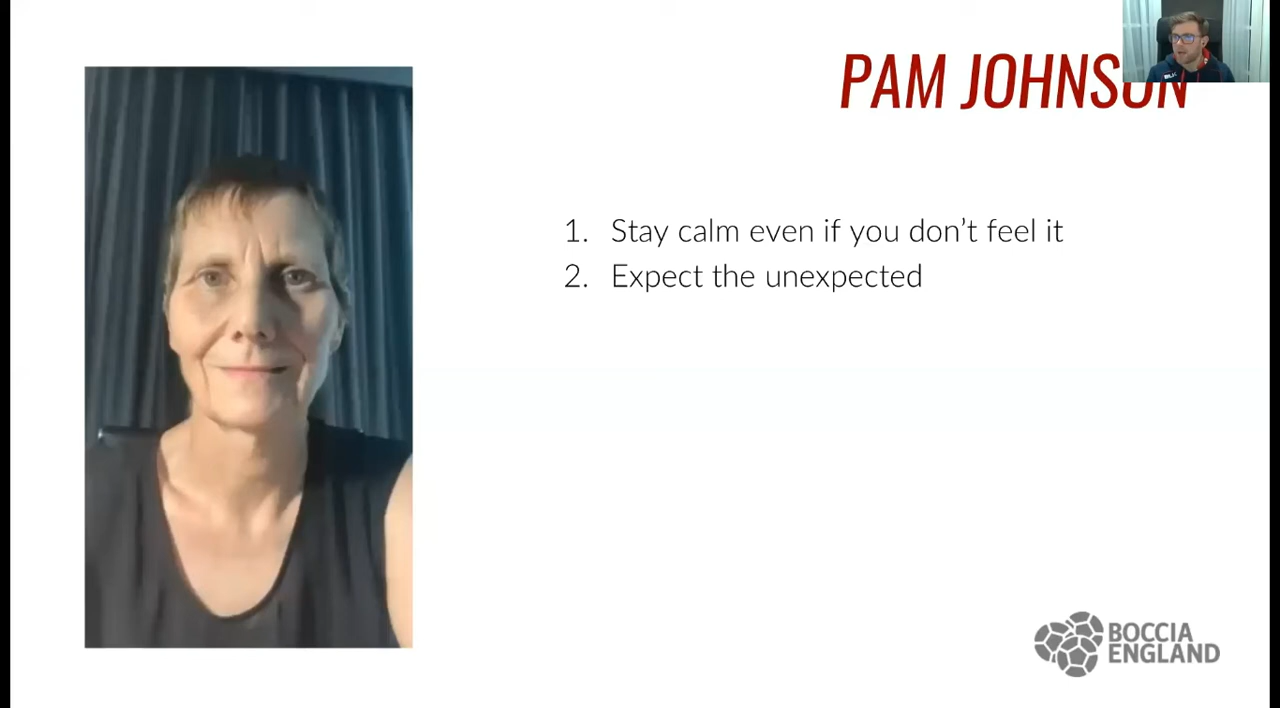 PAM JOHNSON
1. Stay calm even if you don’t feel it
2. Expect the unexpected
BOCCIA
ENGLAND